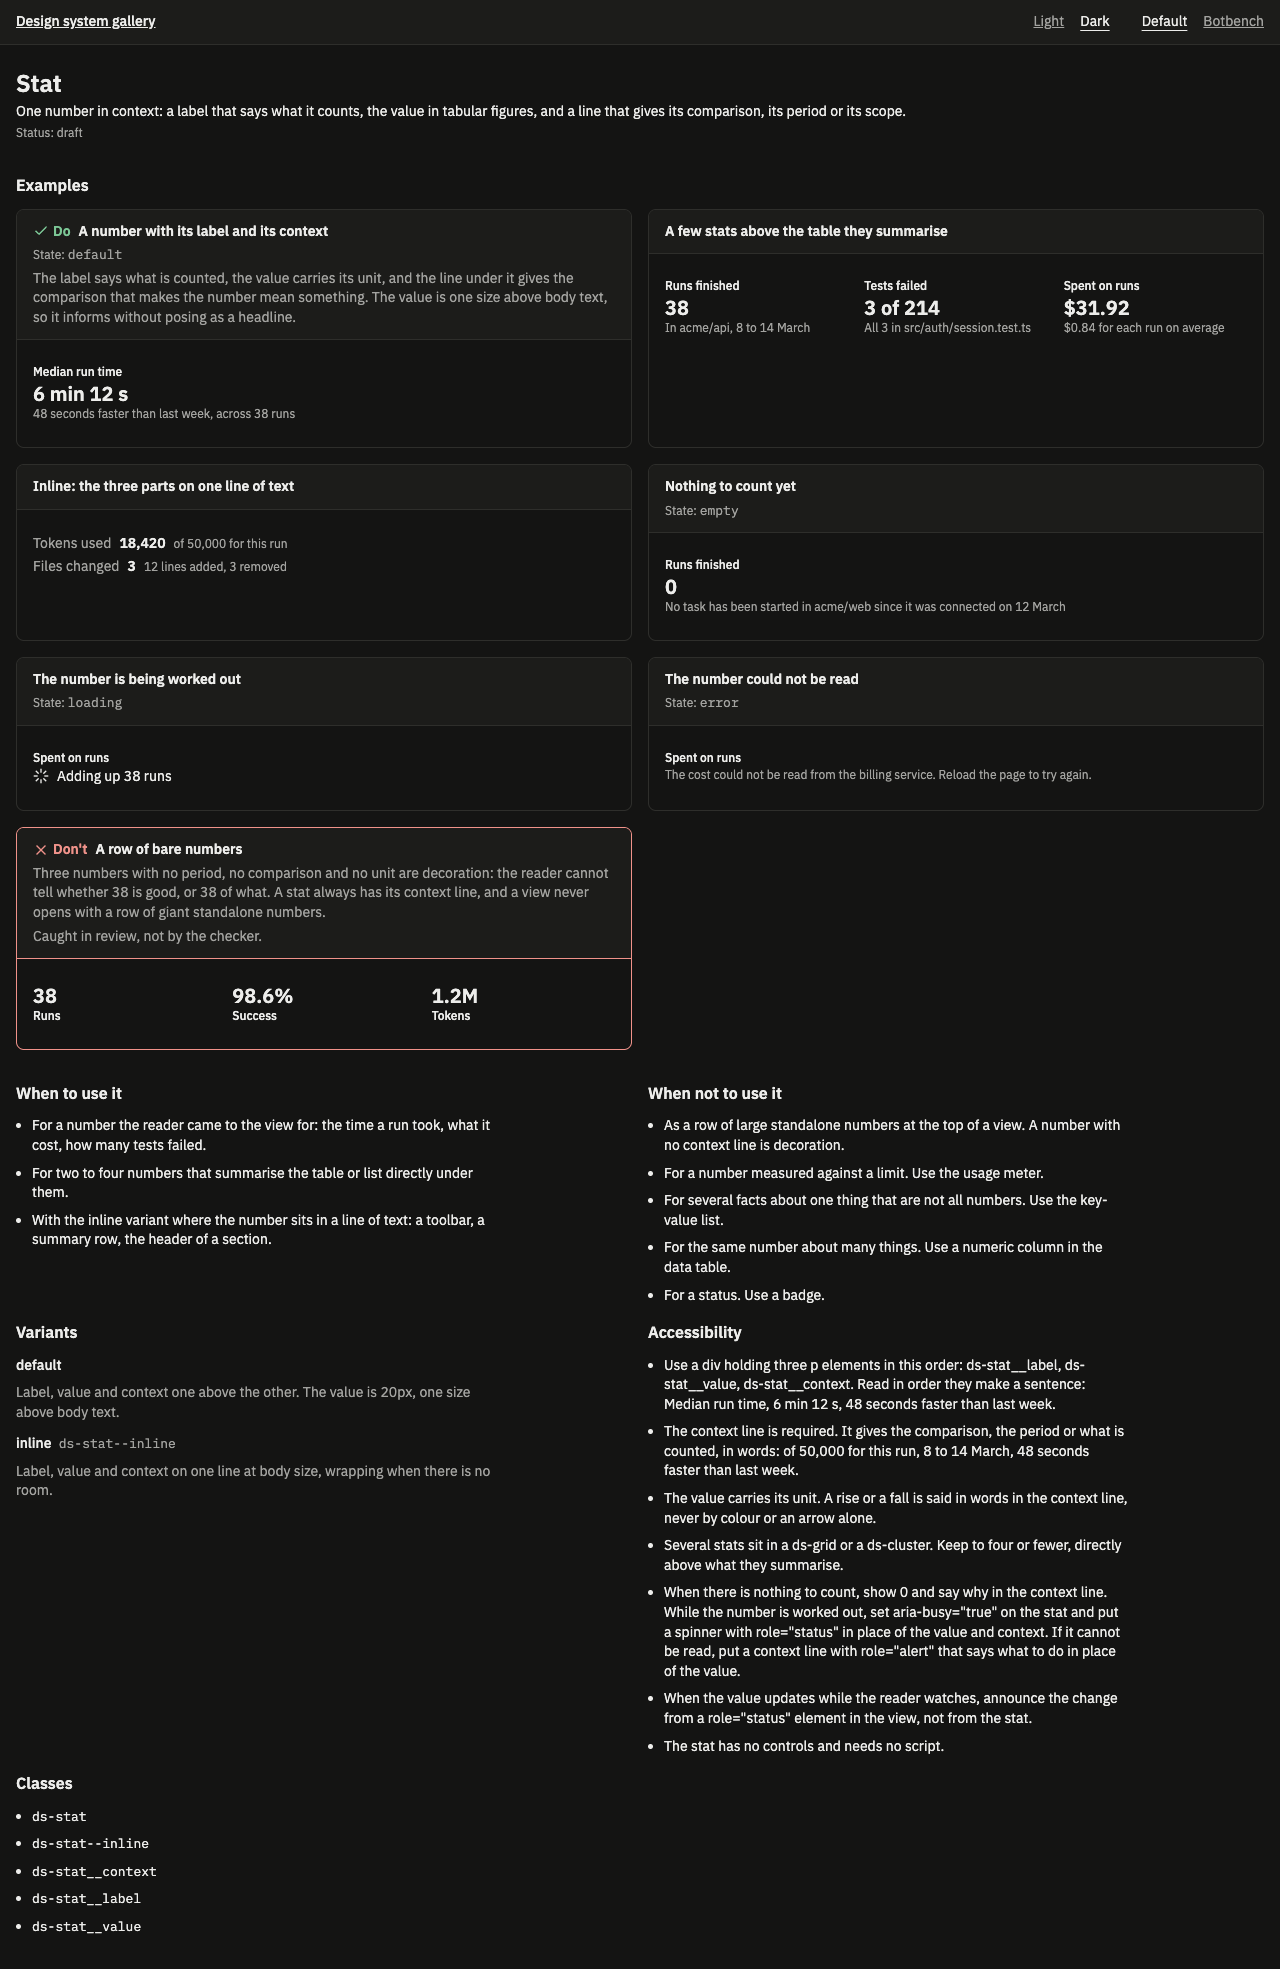 Design system gallery
Light Dark Default Botbench
Stat
One number in context: a label that says what it counts, the value in tabular figures, and a line that gives its comparison, its period or its scope.
Status: draft
Examples
Do A number with its label and its context
State: default
The label says what is counted, the value carries its unit, and the line under it gives the
comparison that makes the number mean something. The value is one size above body text,
so it informs without posing as a headline.
Median run time
6 min 12 s
48 seconds faster than last week, across 38 runs
A few stats above the table they summarise
Runs finished
38
In acme/api, 8 to 14 March
Tests failed
3 of 214
All 3 in src/auth/session.test.ts
Spent on runs
$31.92
$0.84 for each run on average
Inline: the three parts on one line of text
Tokens used 18,420 of 50,000 for this run
Files changed 3 12 lines added, 3 removed
Nothing to count yet
State: empty
Runs finished
0
No task has been started in acme/web since it was connected on 12 March
The number is being worked out
State: loading
Spent on runs
Adding up 38 runs
The number could not be read
State: error
Spent on runs
The cost could not be read from the billing service. Reload the page to try again.
Don't A row of bare numbers
Three numbers with no period, no comparison and no unit are decoration: the reader cannot
tell whether 38 is good, or 38 of what. A stat always has its context line, and a view never
opens with a row of giant standalone numbers.
Caught in review, not by the checker.
38
Runs
98.6%
Success
1.2M
Tokens
When to use it
For a number the reader came to the view for: the time a run took, what it
cost, how many tests failed.
For two to four numbers that summarise the table or list directly under
them.
With the inline variant where the number sits in a line of text: a toolbar, a
summary row, the header of a section.
When not to use it
As a row of large standalone numbers at the top of a view. A number with
no context line is decoration.
For a number measured against a limit. Use the usage meter.
For several facts about one thing that are not all numbers. Use the key-
value list.
For the same number about many things. Use a numeric column in the
data table.
For a status. Use a badge.
Variants
default
Label, value and context one above the other. The value is 20px, one size
above body text.
inline ds-stat--inline
Label, value and context on one line at body size, wrapping when there is no
room.
Accessibility
Use a div holding three p elements in this order: ds-stat__label, ds-
stat__value, ds-stat__context. Read in order they make a sentence:
Median run time, 6 min 12 s, 48 seconds faster than last week.
The context line is required. It gives the comparison, the period or what is
counted, in words: of 50,000 for this run, 8 to 14 March, 48 seconds
faster than last week.
The value carries its unit. A rise or a fall is said in words in the context line,
never by colour or an arrow alone.
Several stats sit in a ds-grid or a ds-cluster. Keep to four or fewer, directly
above what they summarise.
When there is nothing to count, show 0 and say why in the context line.
While the number is worked out, set aria-busy="true" on the stat and put
a spinner with role="status" in place of the value and context. If it cannot
be read, put a context line with role="alert" that says what to do in place
of the value.
When the value updates while the reader watches, announce the change
from a role="status" element in the view, not from the stat.
The stat has no controls and needs no script.
Classes
ds-stat
ds-stat--inline
ds-stat__context
ds-stat__label
ds-stat__value